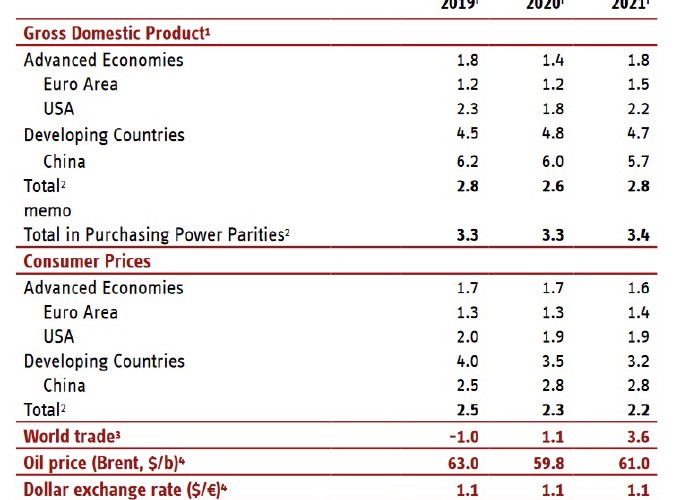 2019¹ 2020¹ 2021¹
Gross Domestic Product¹
Advanced Economies 1.8 1.4 1.8
Euro Area 1.2 1.2 1.5
USA 2.3 1.8 2.2
Developing Countries 4.5 4.8 4.7
China 6.2 6.0 5.7
Total² 2.8 2.6 2.8
memo
Total in Purchasing Power Parities² 3.3 3.3 3.4
Consumer Prices
Advanced Economies 1.7 1.7 1.6
Euro Area 1.3 1.3 1.4
USA 2.0 1.9 1.9
Developing Countries 4.0 3.5 3.2
China 2.5 2.8 2.8
Total² 2.5 2.3 2.2
World trade³ -1.0 1.1 3.6
Oil price (Brent, $/b)⁴ 63.0 59.8 61.0
Dollar exchange rate ($/€)⁴ 1.1 1.1 1.1